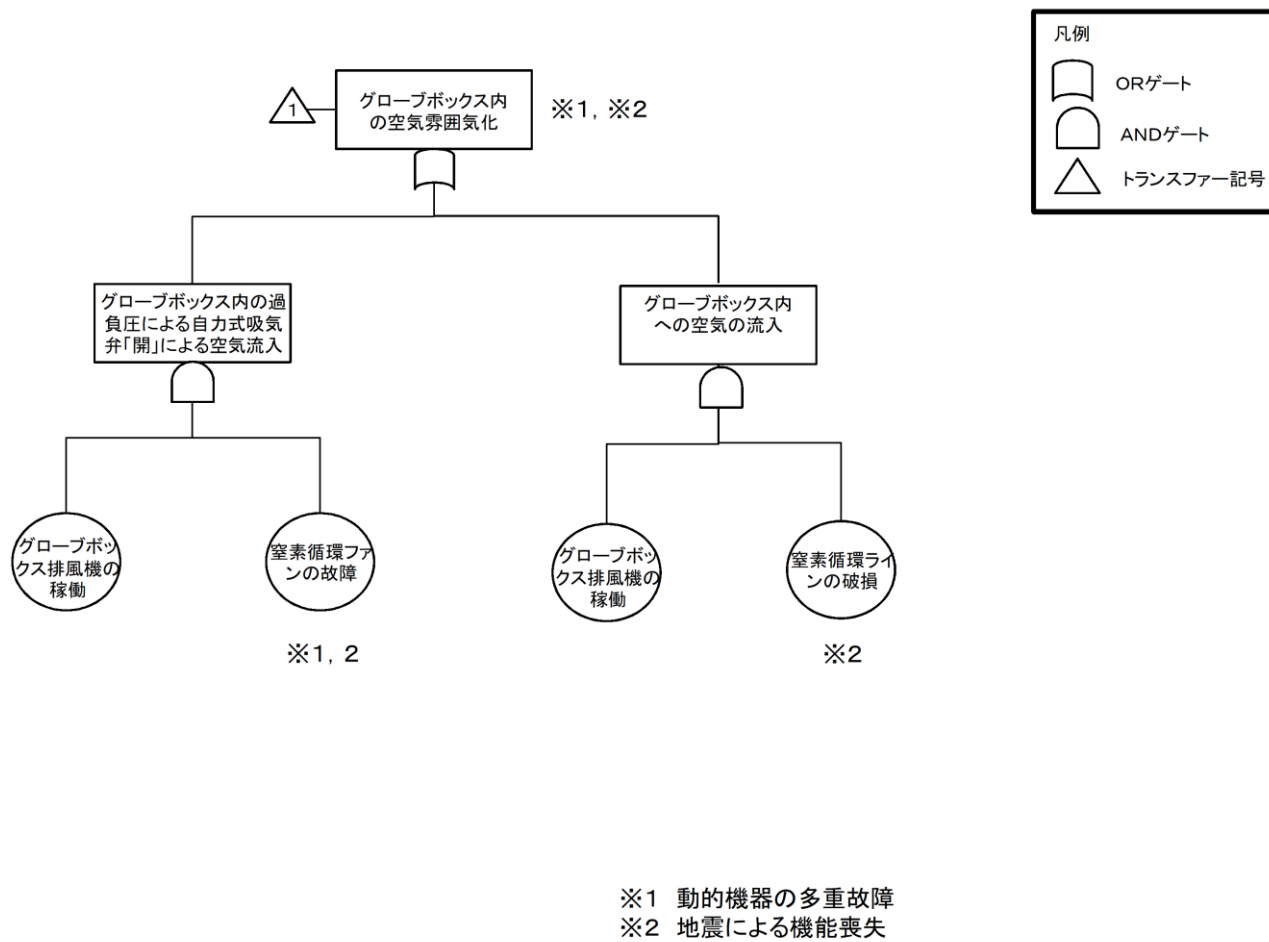 凡例
ORゲート
ANDゲート
トランスファー記号
1
グローブボックス内
の空気雰囲気化
※1, ※2
グローブボックス内の過
負圧による自力式吸気
弁「開」による空気流入
グローブボックス内
への空気の流入
グローブボッ
クス排風機の
稼働
窒素循環ファ
ンの故障
グローブボッ
クス排風機の
稼働
窒素循環ライ
ンの破損
※1, 2
※2
※1 動的機器の多重故障
※2 地震による機能喪失